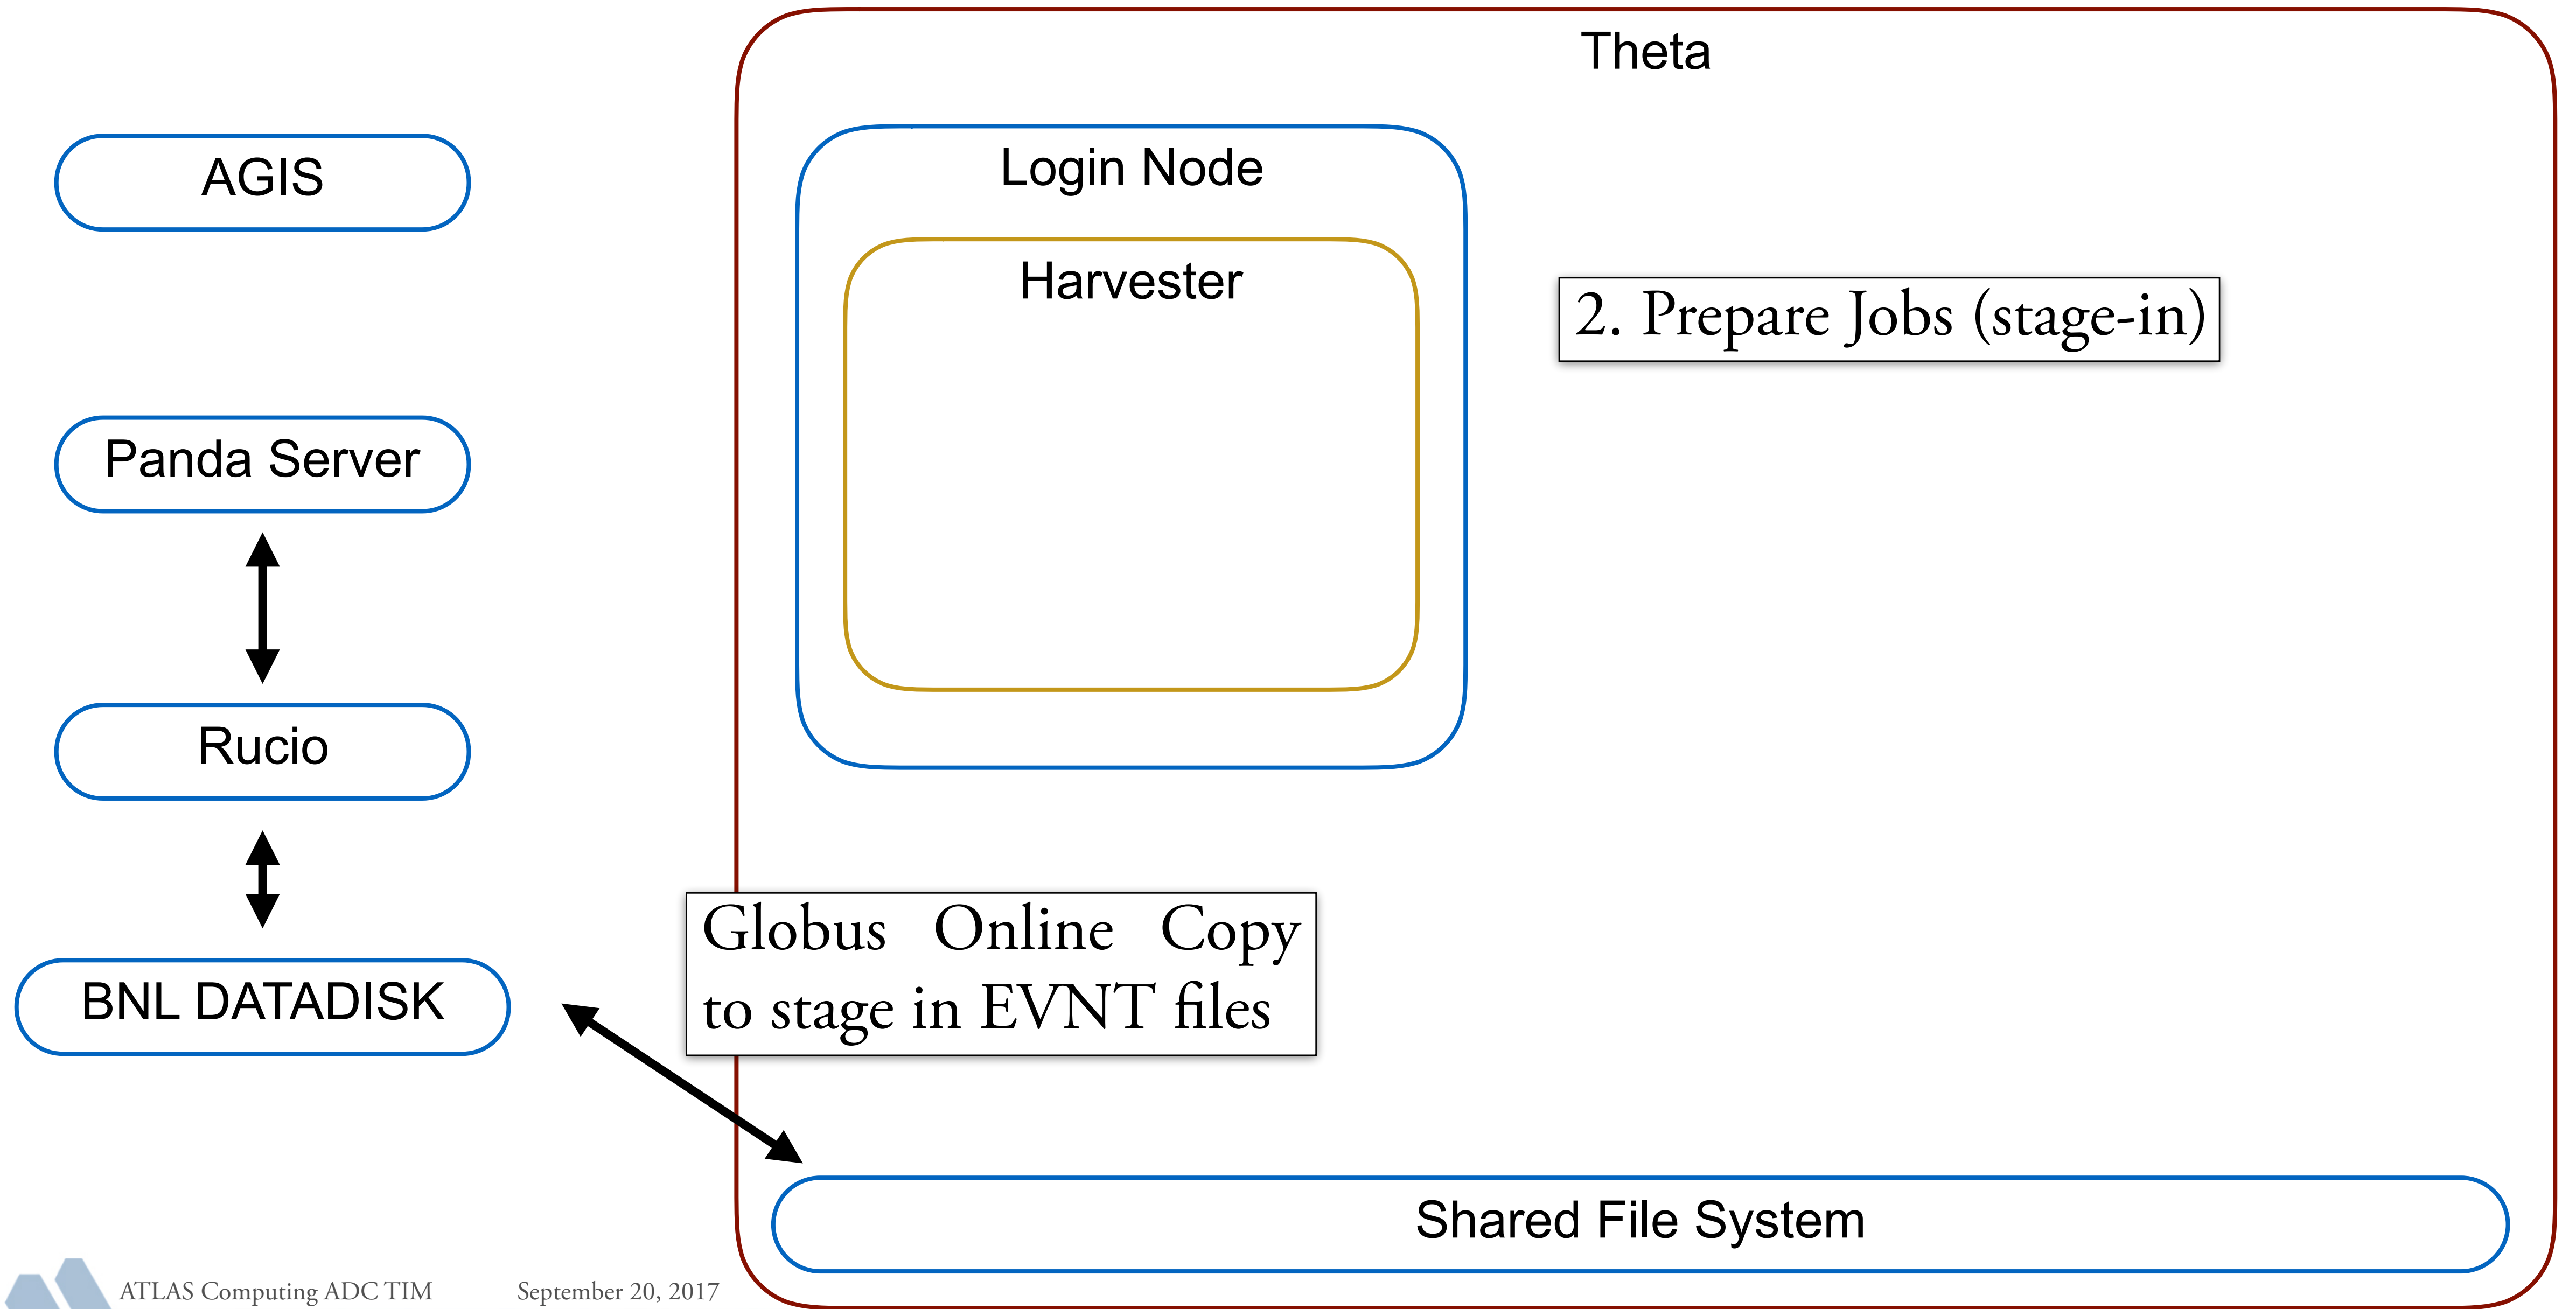 Theta
AGIS
Login Node
Harvester
2. Prepare Jobs (stage-in)
Panda Server
Rucio
Globus Online Copy
to stage in EVNT files
BNL DATADISK
Shared File System
ATLAS Computing ADC TIM September 20, 2017